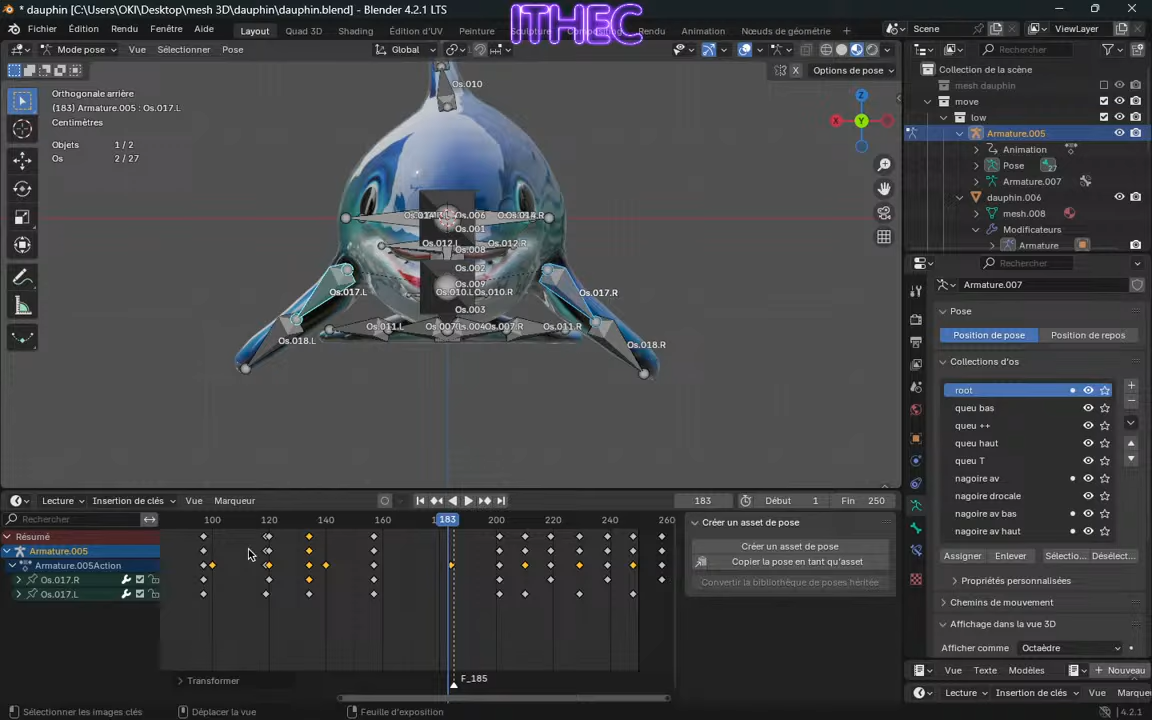 * dauphin [C:\Users\OKI\Desktop\mesh 3D\dauphin\dauphin.blend] - Blender 4.2.1 LTS
ITHEC
Fichier Édition Rendu Fenêtre Aide Layout Quad 3D Shading Édition d'UV Rendu Animation Nœuds de géométrie Scene ViewLayer
Mode pose Vue Sélectionner Pose Global
X Options de pose
Rechercher
Orthogonale arrière
(183) Armature.005 : Os.017.L
Centimètres
Objets 1 / 2
Os 2 / 27
Os.010
Os.006
Os.014.R
Os.001
Os.012.L
Os.012.R
Os.008
Os.002
Os.009
Os.010.L
Os.010.R
Os.003
Os.017.L
Os.017.R
Os.011.L
Os.007.R
Os.011.R
Os.018.L
Os.018.R
Z
X
Y
Collection de la scène
mesh dauphin
move
low
Armature.005
Animation
Pose
Armature.007
dauphin.006
mesh.008
Modificateurs
Armature
Rechercher
Armature.007
Pose
Position de pose Position de repos
Collections d'os
root
queu bas
queu ++
queu haut
queu T
nagoire av
nagoire drocale
nagoire av bas
nagoire av haut
Assigner Enlever Sélectio... Désélect...
Propriétés personnalisées
Chemins de mouvement
Affichage dans la vue 3D
Afficher comme Octaèdre
Vue Texte Modèles Nouveau
Lecture Insertion de clés Vue Marque
Lecture Insertion de clés Vue Marqueur 183 Début 1 Fin 250
Rechercher
100 120 140 160 183 200 220 240 260
Résumé
Armature.005
Armature.005Action
Os.017.R
Os.017.L
F_185
Transformer
Créer un asset de pose
Créer un asset de pose
Copier la pose en tant qu'asset
Convertir la bibliothèque de poses héritée
Sélectionner les images clés Déplacer la vue Feuille d'exposition 4.2.1